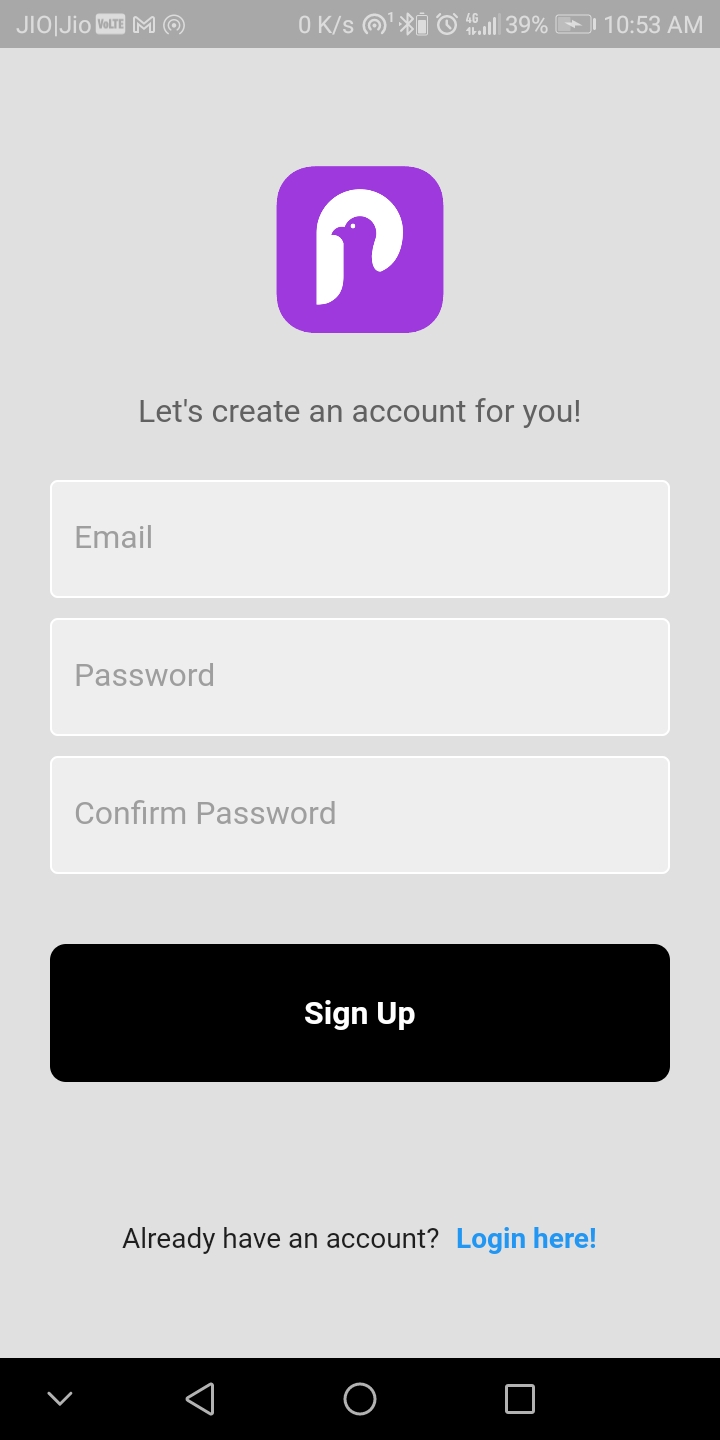 JIO|Jio VoLTE 0 K/s 1 4G 39% 10:53 AM
Let's create an account for you!
Email
Password
Confirm Password
Sign Up
Already have an account? Login here!